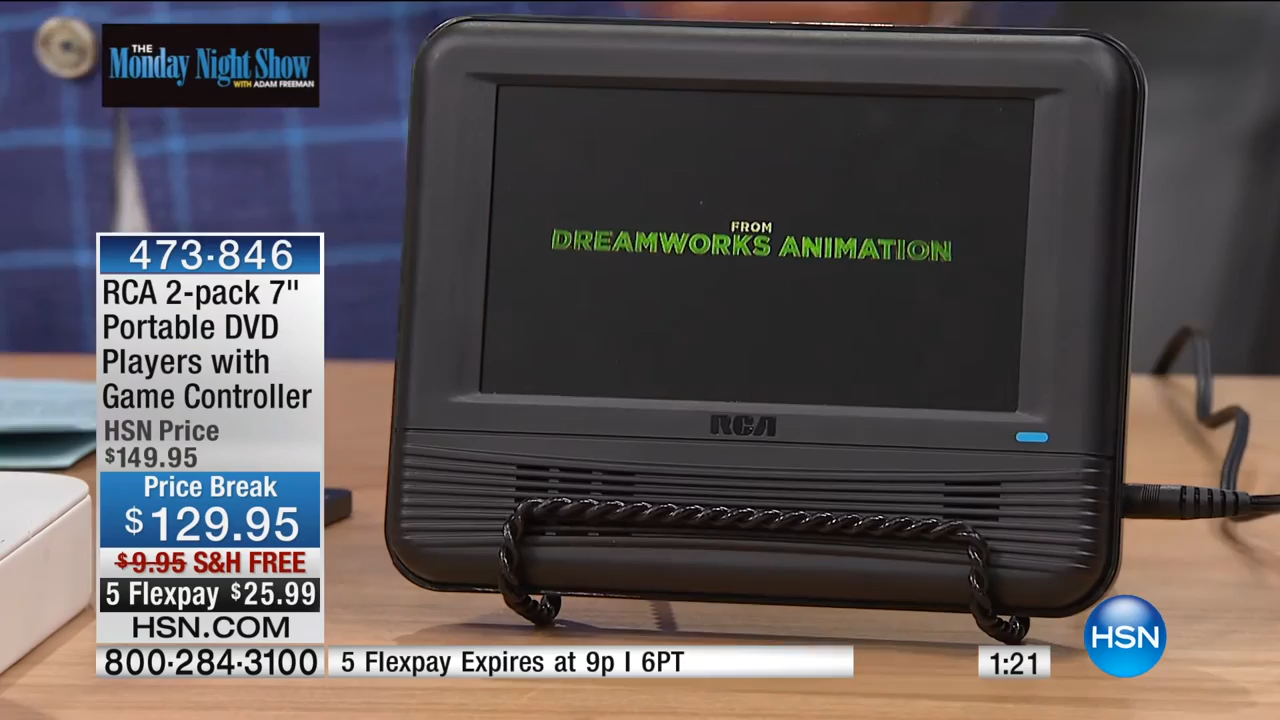 THE
Monday Night Show
WITH ADAM FREEMAN
FROM
DREAMWORKS ANIMATION
RCA
473-846
RCA 2-pack 7"
Portable DVD
Players with
Game Controller
HSN Price
$149.95
Price Break
$129.95
$9.95 S&H FREE
5 Flexpay $25.99
HSN.COM
800-284-3100
5 Flexpay Expires at 9p I 6PT
1:21
HSN